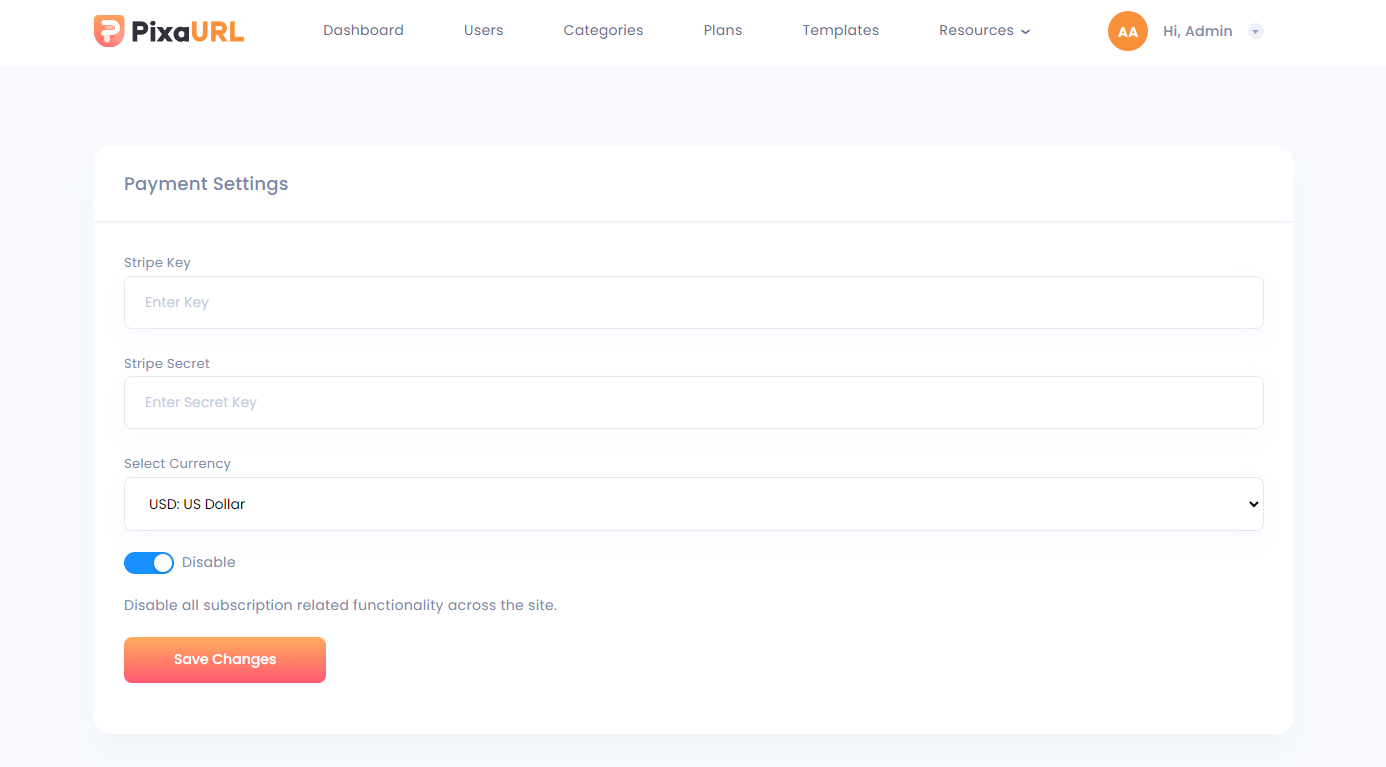 PixaURL
Dashboard
Users
Categories
Plans
Templates
Resources
AA
Hi, Admin
Payment Settings
Stripe Key
Enter Key
Stripe Secret
Enter Secret Key
Select Currency
USD: US Dollar
Disable
Disable all subscription related functionality across the site.
Save Changes